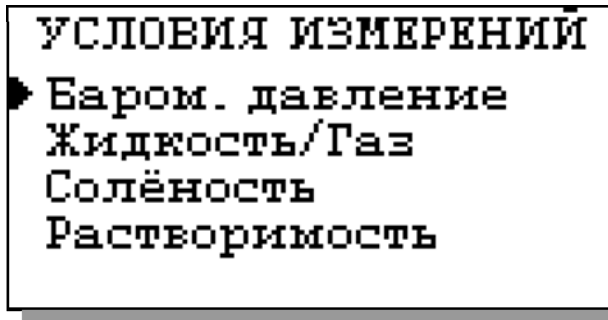 УСЛОВИЯ ИЗМЕРЕНИЙ
Баром. давление
Жидкость/Газ
Солёность
Растворимость